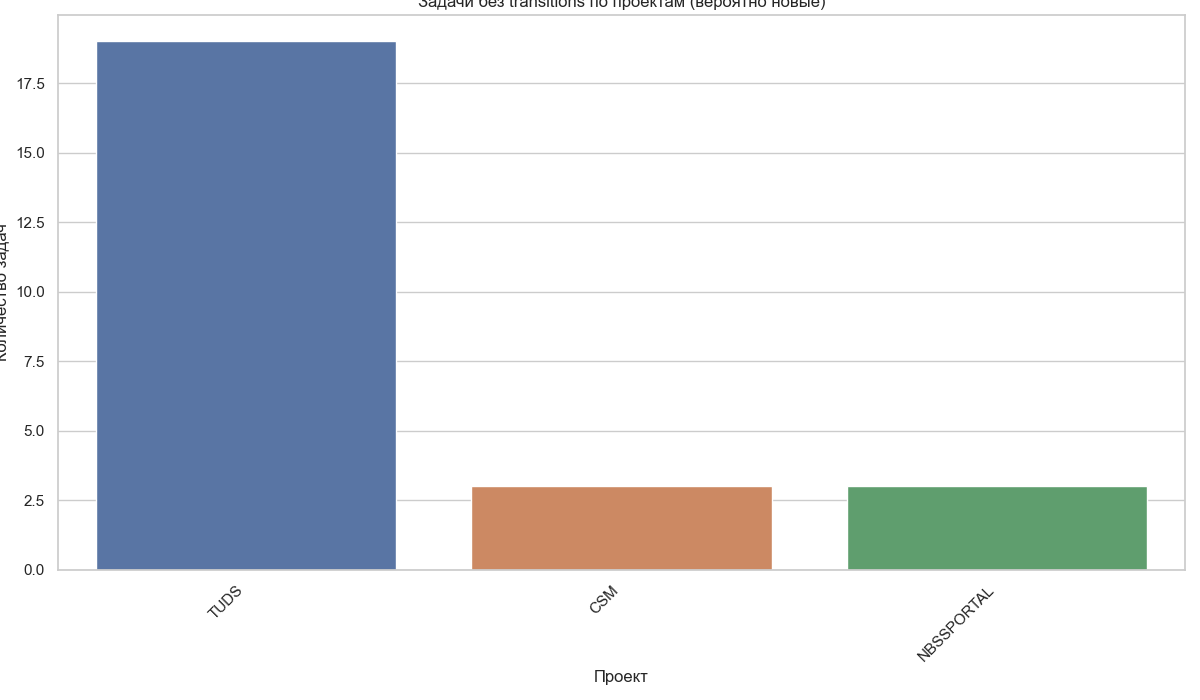 Задачи без transitions по проектам (вероятно новые)
Количество задач
17.5
15.0
12.5
10.0
7.5
5.0
2.5
0.0
TUDS
CSM
NBSSPORTAL
Проект